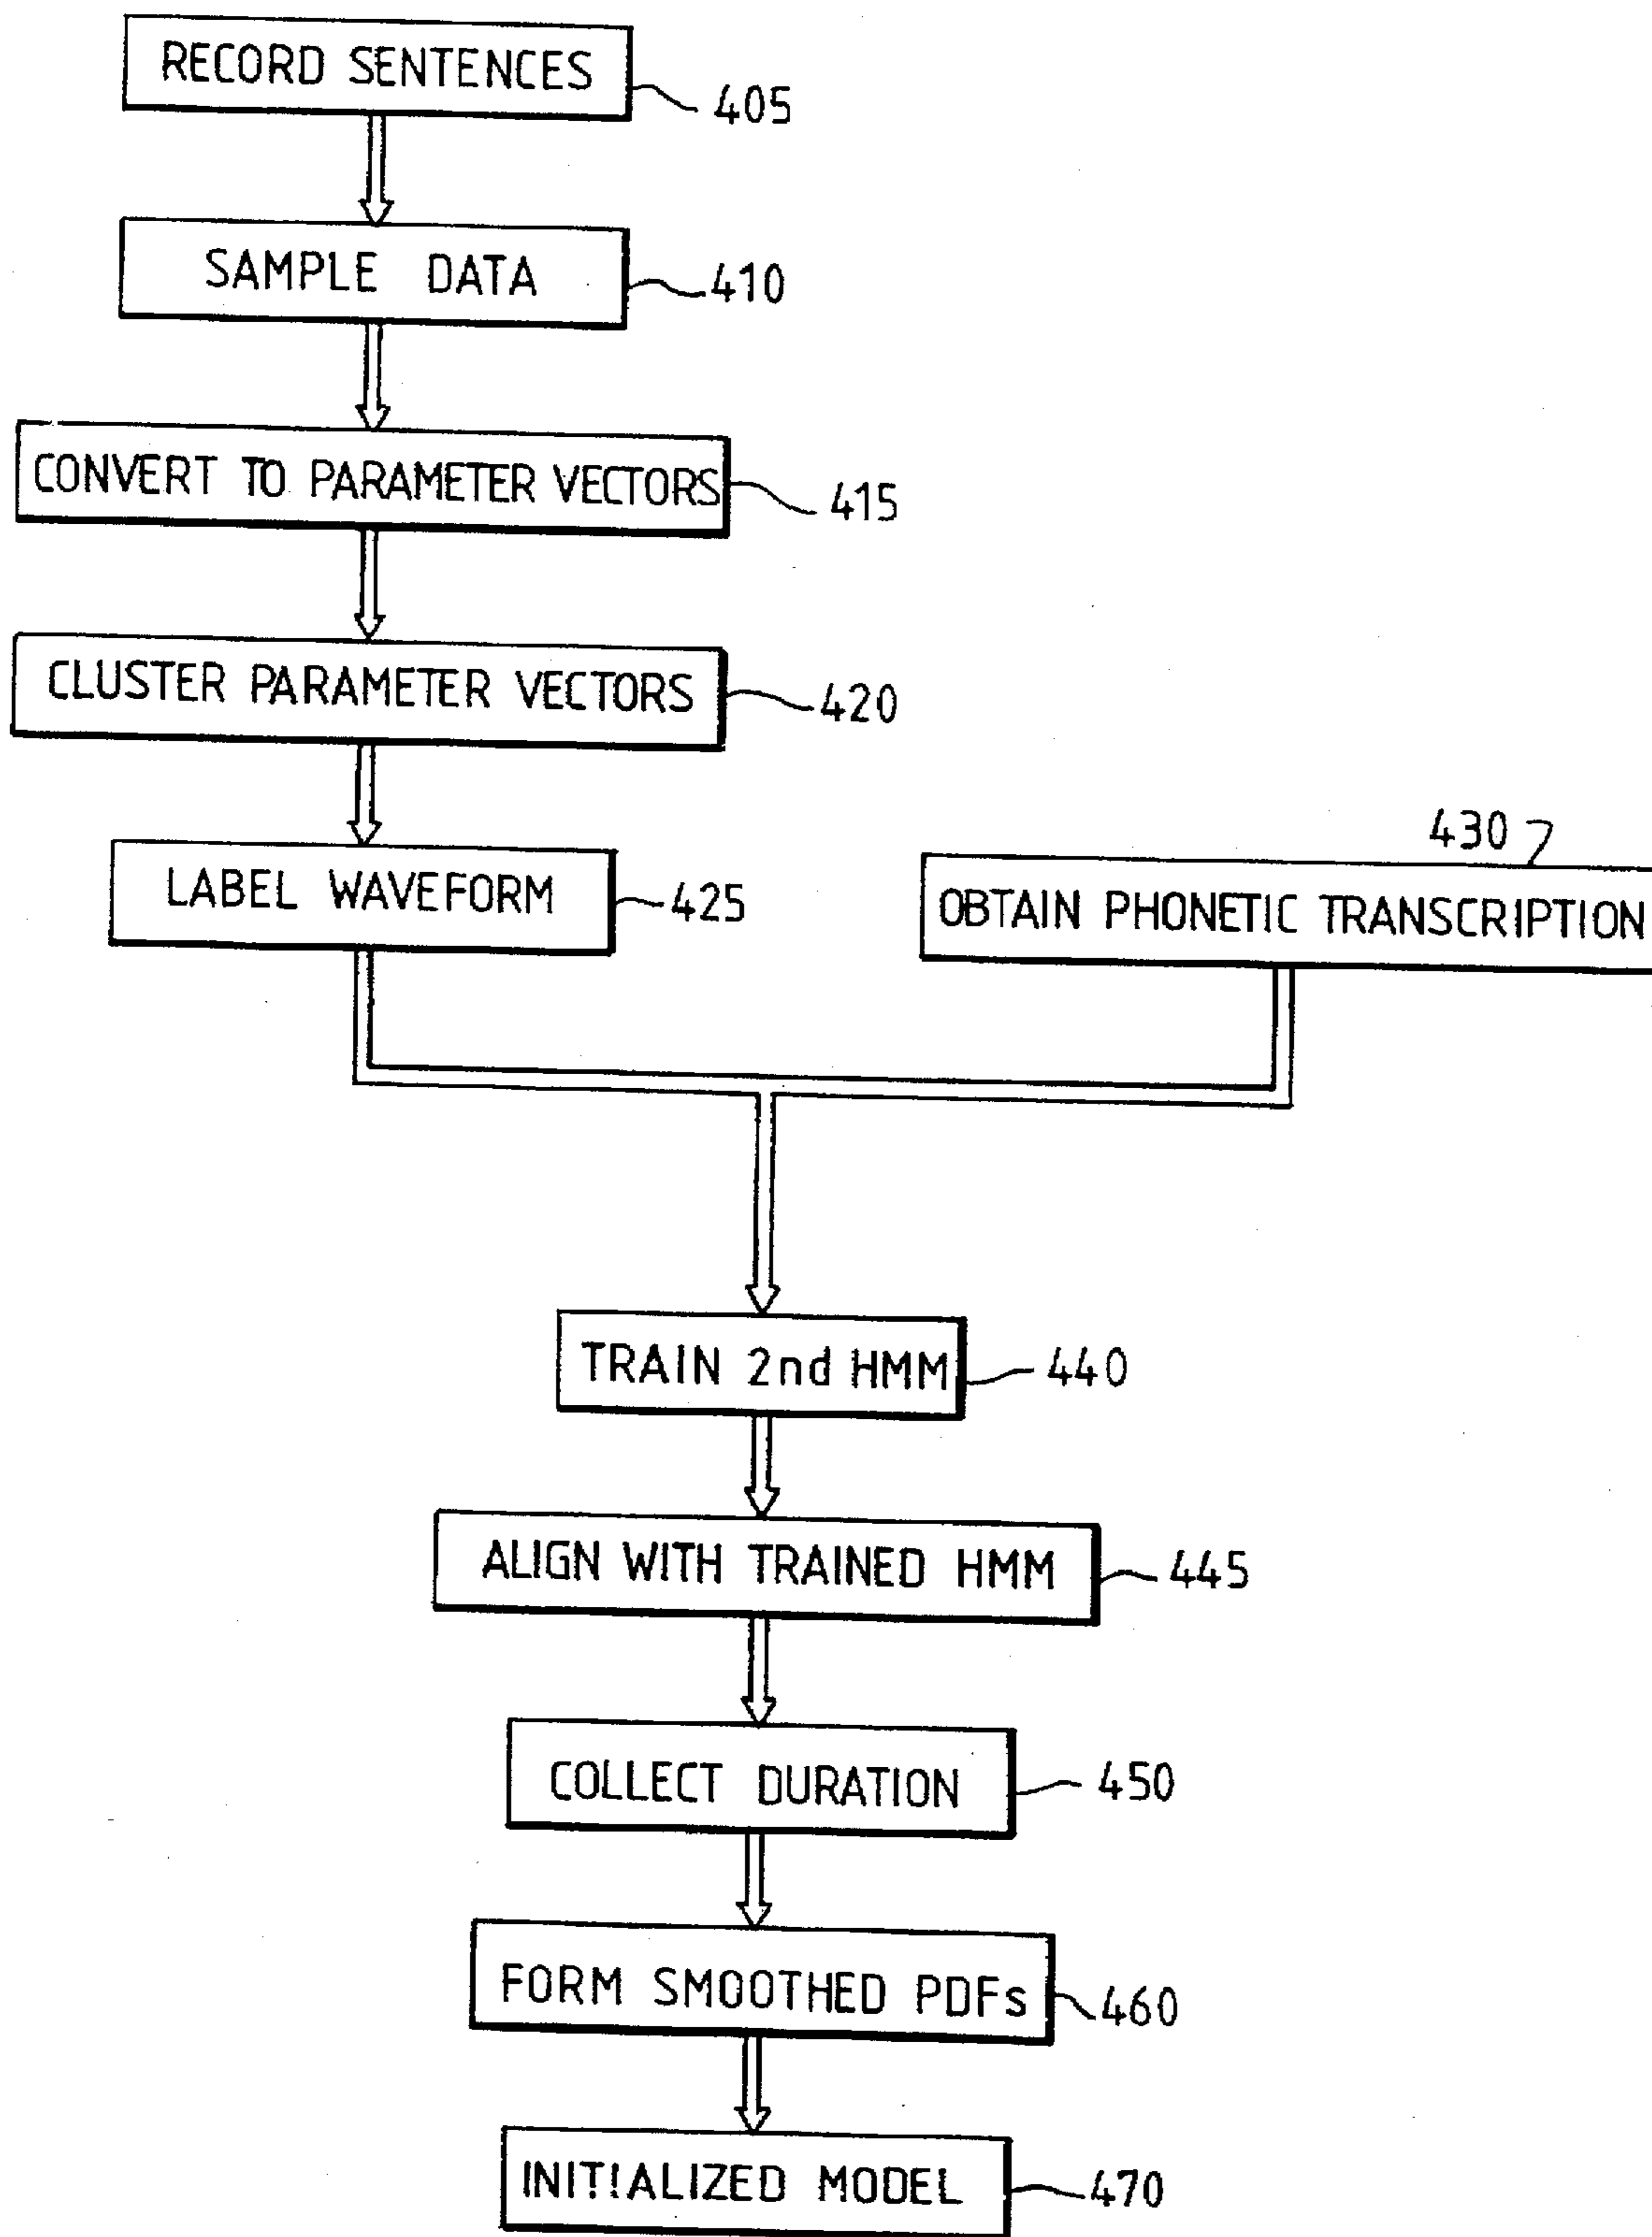 RECORD SENTENCES
405
SAMPLE DATA
410
CONVERT TO PARAMETER VECTORS
415
CLUSTER PARAMETER VECTORS
420
LABEL WAVEFORM
425
430
OBTAIN PHONETIC TRANSCRIPTION
TRAIN 2nd HMM
440
ALIGN WITH TRAINED HMM
445
COLLECT DURATION
450
FORM SMOOTHED PDFs
460
INITIALIZED MODEL
470